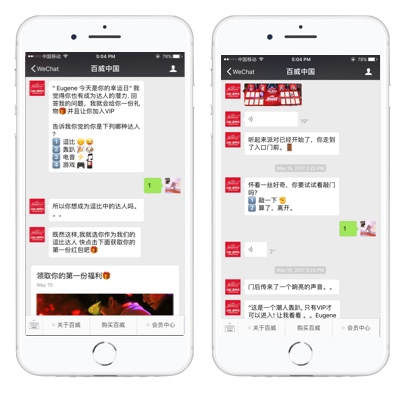 中国移动
5:04 PM
78%
WeChat
百威中国
" Eugene 今天是你的幸运日" 我
觉得你也有成为达人的潜力. 回
答我的问题，我就会给你一份礼
物🎁并且让你加入VIP
告诉我你觉的你是下列哪种达人
?
1 逗比
2 轰趴
3 电音
4 游戏
1
所以你想成为逗比中的达人吗。
。。
既然这样,我就选你作为我们的
逗比达人 快点击下面获取你的
第一份红包吧🎁
领取你的第一份福利🎁
May 15
关于百威
购买百威
会员中心
中国移动
5:04 PM
78%
WeChat
百威中国
19"
听起来派对已经开始了，你走到
了入口门前。🚪
May 15, 2017 2:23 PM
怀着一丝好奇，你要试着敲门
吗?
1 敲一下
2 算了，离开。
1
2"
May 15, 2017 2:23 PM
门后传来了一个响亮的声音。。
"这是一个潮人轰趴, 只有VIP才
可以进入! 让我看看 。。Eugene
关于百威
购买百威
会员中心